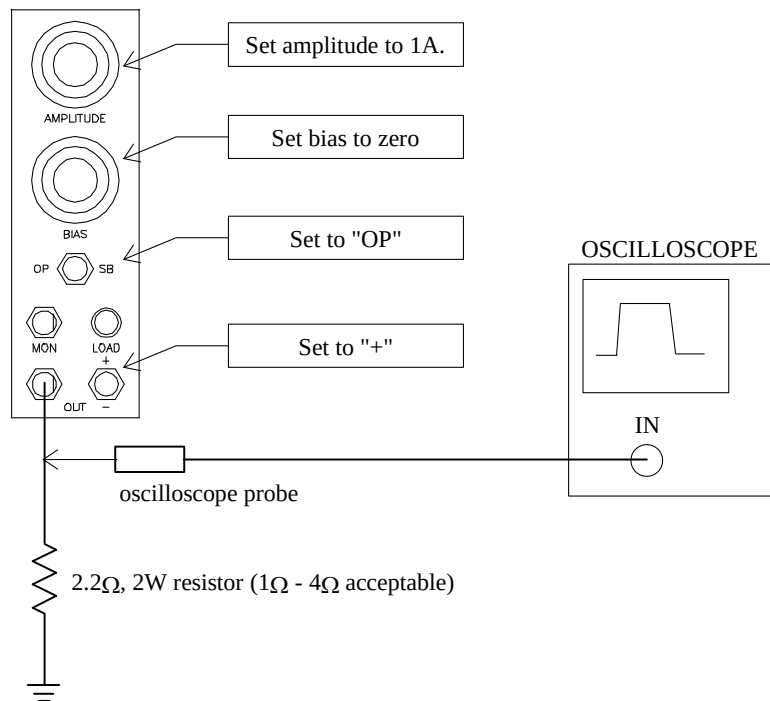 Set amplitude to 1A.
AMPLITUDE
Set bias to zero
BIAS
Set to "OP"
OP SB
OSCILLOSCOPE
MON LOAD
+
Set to "+"
OUT -
IN
oscilloscope probe
2.2Ω, 2W resistor (1Ω - 4Ω acceptable)